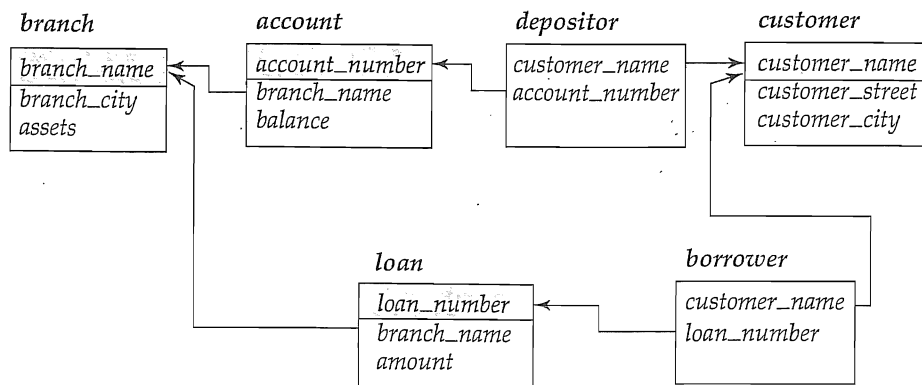 branch
branch_name
branch_city
assets
account
account_number
branch_name
balance
depositor
customer_name
account_number
customer
customer_name
customer_street
customer_city
loan
loan_number
branch_name
amount
borrower
customer_name
loan_number